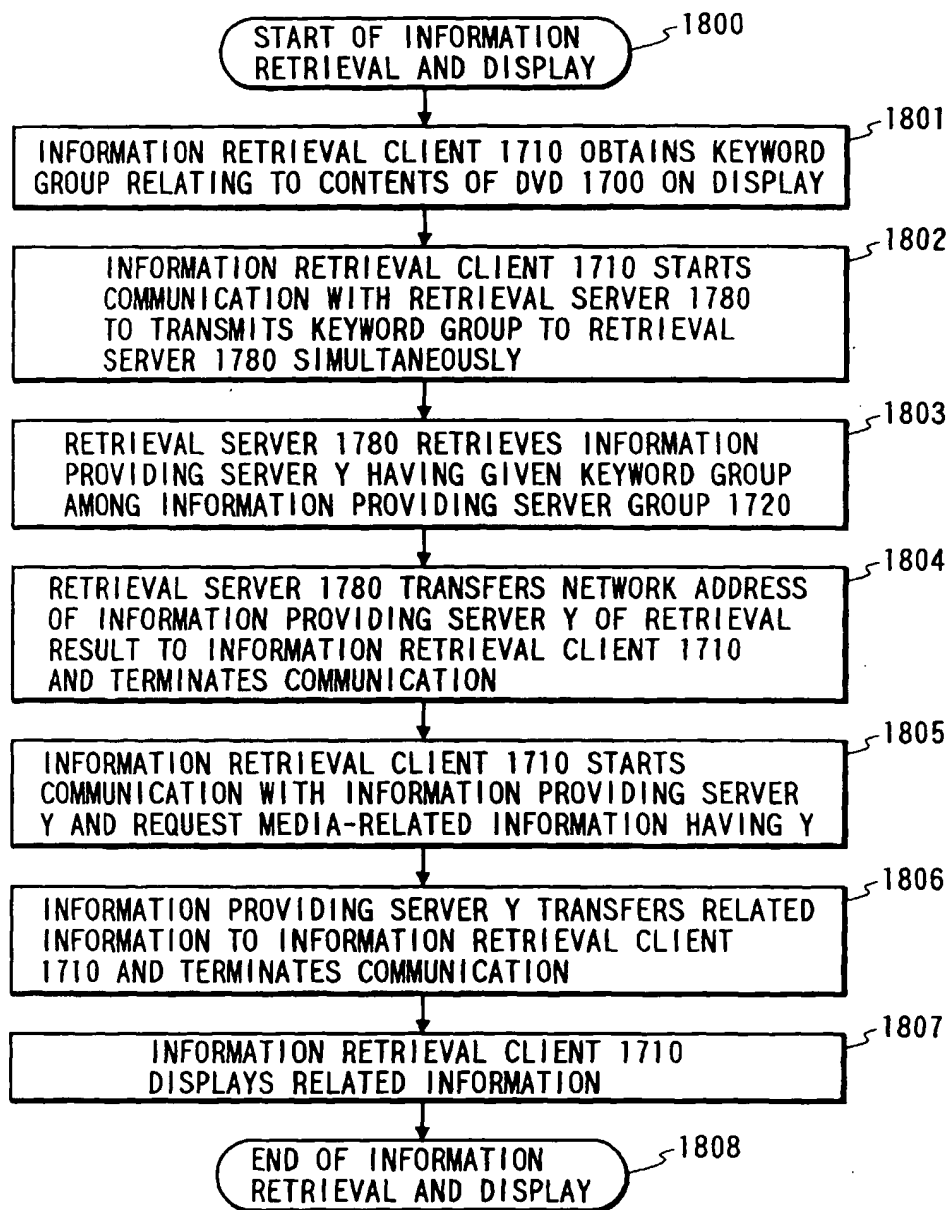 START OF INFORMATION
RETRIEVAL AND DISPLAY
1800
1801
INFORMATION RETRIEVAL CLIENT 1710 OBTAINS KEYWORD
GROUP RELATING TO CONTENTS OF DVD 1700 ON DISPLAY
1802
INFORMATION RETRIEVAL CLIENT 1710 STARTS
COMMUNICATION WITH RETRIEVAL SERVER 1780
TO TRANSMITS KEYWORD GROUP TO RETRIEVAL
SERVER 1780 SIMULTANEOUSLY
1803
RETRIEVAL SERVER 1780 RETRIEVES INFORMATION
PROVIDING SERVER Y HAVING GIVEN KEYWORD GROUP
AMONG INFORMATION PROVIDING SERVER GROUP 1720
1804
RETRIEVAL SERVER 1780 TRANSFERS NETWORK ADDRESS
OF INFORMATION PROVIDING SERVER Y OF RETRIEVAL
RESULT TO INFORMATION RETRIEVAL CLIENT 1710
AND TERMINATES COMMUNICATION
1805
INFORMATION RETRIEVAL CLIENT 1710 STARTS
COMMUNICATION WITH INFORMATION PROVIDING SERVER
Y AND REQUEST MEDIA-RELATED INFORMATION HAVING Y
1806
INFORMATION PROVIDING SERVER Y TRANSFERS RELATED
INFORMATION TO INFORMATION RETRIEVAL CLIENT
1710 AND TERMINATES COMMUNICATION
1807
INFORMATION RETRIEVAL CLIENT 1710
DISPLAYS RELATED INFORMATION
END OF INFORMATION
RETRIEVAL AND DISPLAY
1808